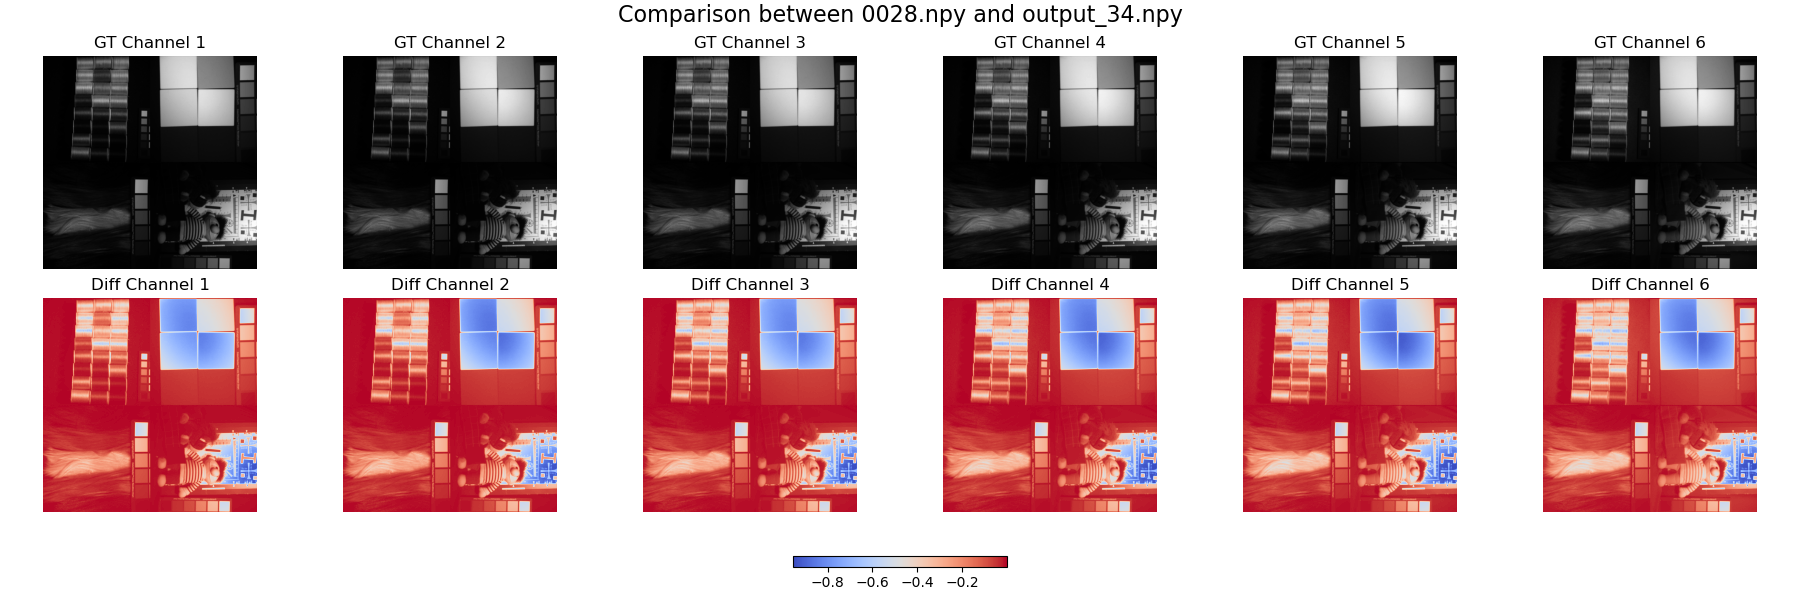 Comparison between 0028.npy and output_34.npy
GT Channel 1 GT Channel 2 GT Channel 3 GT Channel 4 GT Channel 5 GT Channel 6
Diff Channel 1 Diff Channel 2 Diff Channel 3 Diff Channel 4 Diff Channel 5 Diff Channel 6
−0.8 −0.6 −0.4 −0.2